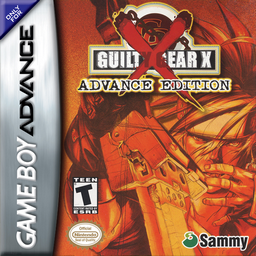 ONLY FOR
GAME BOY ADVANCE
GUILTY GEAR X
ADVANCE EDITION
TEEN
T
ESRB
Official
Nintendo
Seal of Quality
Sammy